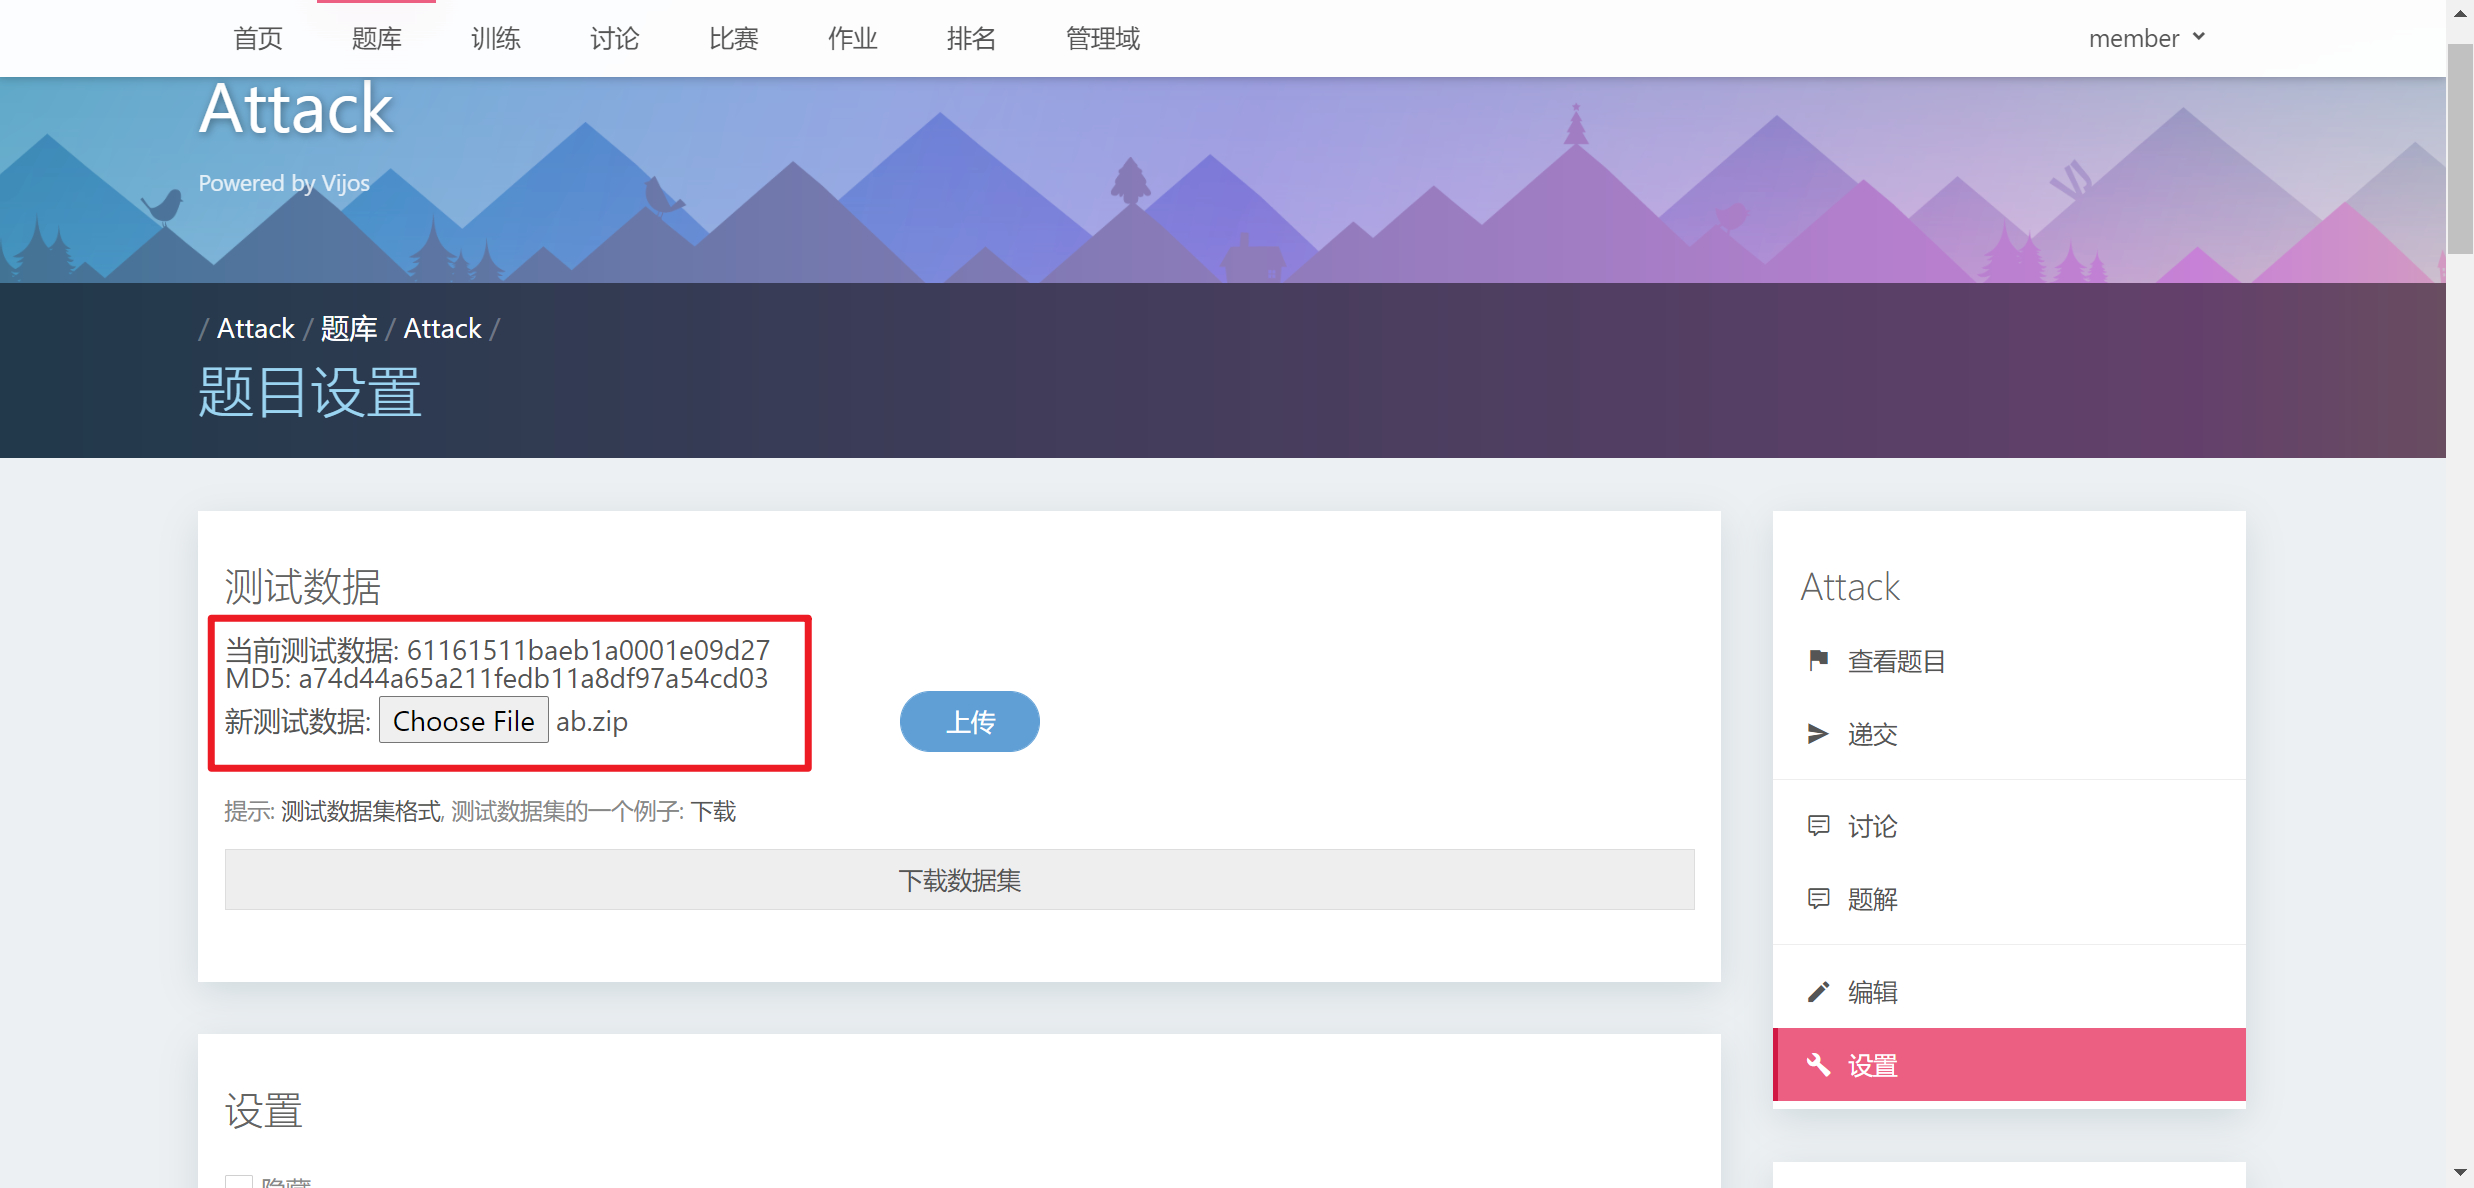 首页 题库 训练 讨论 比赛 作业 排名 管理域 member
Attack
Powered by Vijos
/ Attack / 题库 / Attack /
题目设置
测试数据
当前测试数据: 61161511baeb1a0001e09d27
MD5: a74d44a65a211fedb11a8df97a54cd03
新测试数据: Choose File ab.zip
上传
提示: 测试数据集格式, 测试数据集的一个例子: 下载
下载数据集
设置
隐藏
Attack
查看题目
递交
讨论
题解
编辑
设置